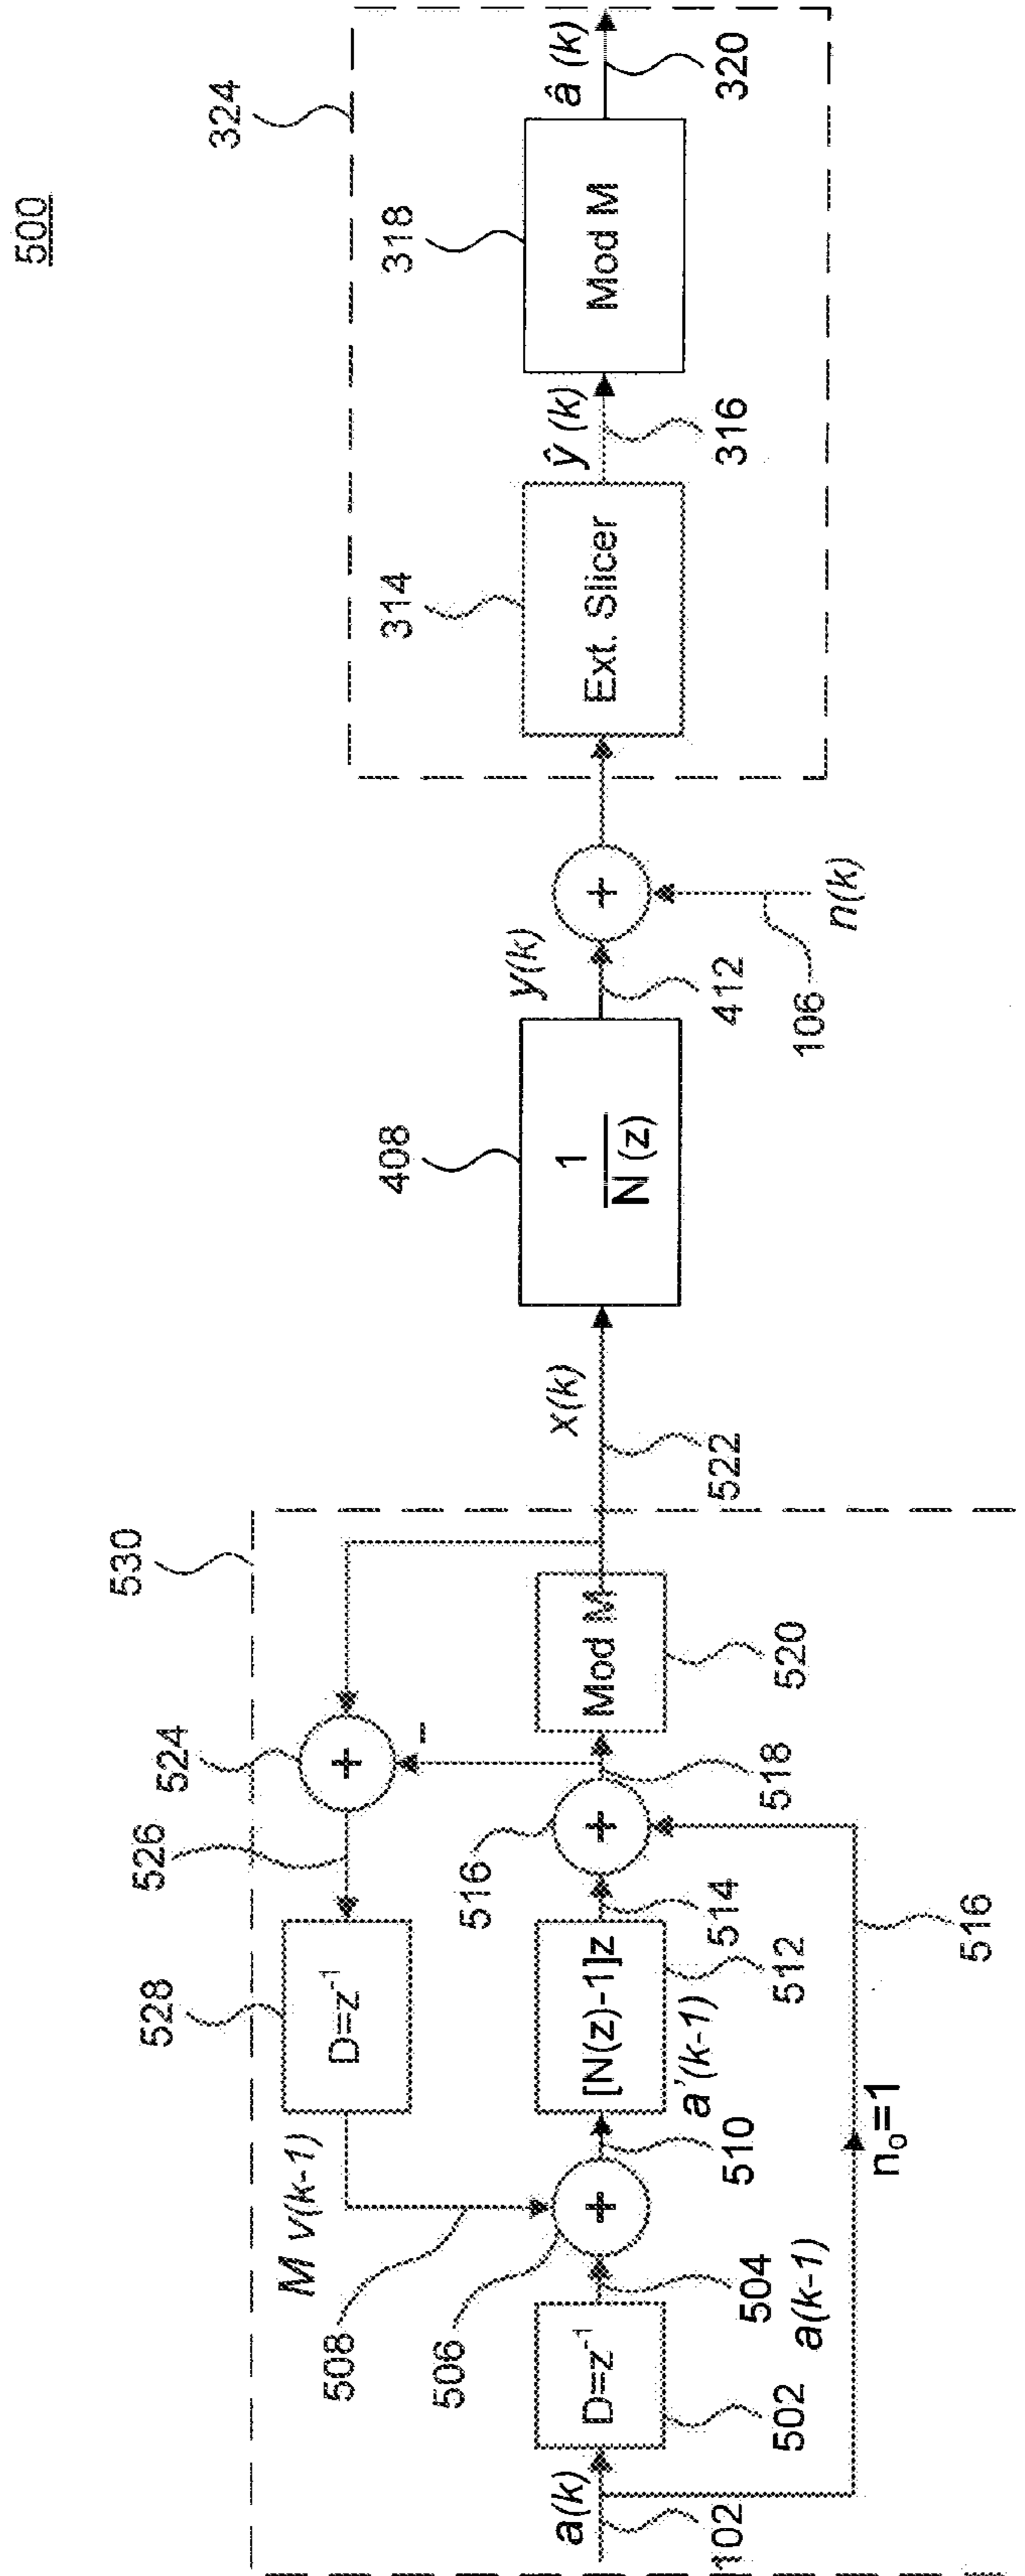 500
530
324
528
526
524
408
314
318
M v(k-1)
D=z⁻¹
508
506
516
a(k)
D=z⁻¹
+
[N(z)-1]z
+
+
Mod M
x(k)
1
N (z)
y(k)
+
Ext. Slicer
ŷ (k)
Mod M
â (k)
-
102
502
504
a(k-1)
510
a'(k-1)
512
514
518
520
522
412
106
n(k)
316
320
n₀=1
516